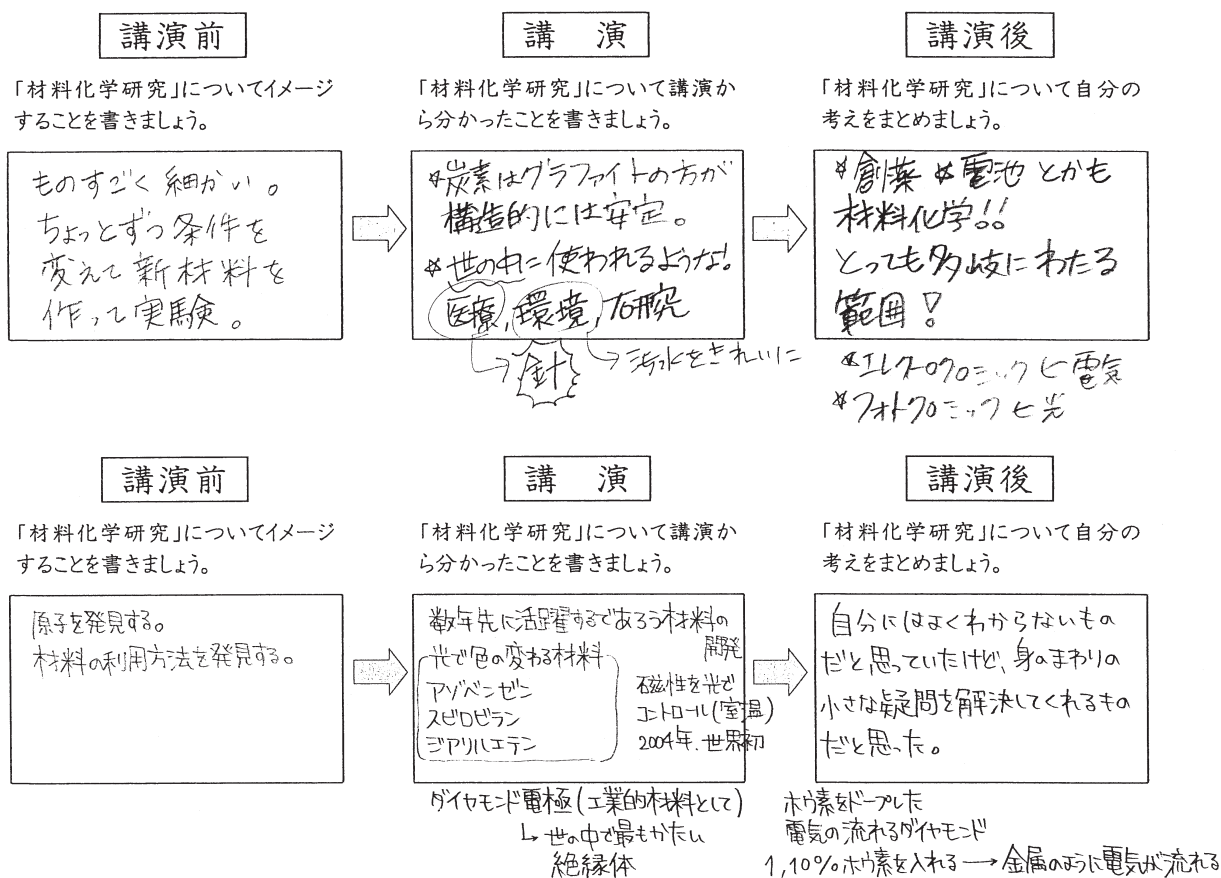 講演前
「材料化学研究」についてイメージ
することを書きましょう。
ものすごく細かい。
ちょっとずつ条件を
変えて新材料を
作って実験。
講　演
「材料化学研究」について講演か
ら分かったことを書きましょう。
*炭素はグラファイトの方が
構造的には安定。
*世の中に使われるような!
医療,環境,研究
針
汚水をきれいに
講演後
「材料化学研究」について自分の
考えをまとめましょう。
*創薬*電池とかも
材料化学!!
とっても多岐にわたる
範囲!
*エレクトロクロミック ヒ 電気
*フォトクロミック ヒ 光
講演前
「材料化学研究」についてイメージ
することを書きましょう。
原子を発見する。
材料の利用方法を発見する。
講　演
「材料化学研究」について講演か
ら分かったことを書きましょう。
数年先に活躍するであろう材料の
開発
光で色の変わる材料
アゾベンゼン
スピロピラン
ジアリルエテン
磁性を光で
コントロール(室温)
2004年.世界初
ダイヤモンド電極(工業的材料として)
↳世の中で最もかたい
絶縁体
講演後
「材料化学研究」について自分の
考えをまとめましょう。
自分にはよくわからないもの
だと思っていたけど、身のまわりの
小さな疑問を解決してくれるもの
だと思った。
ホウ素をドープした
電気の流れるダイヤモンド
1,10%ホウ素を入れる→金属のように電気が流れる